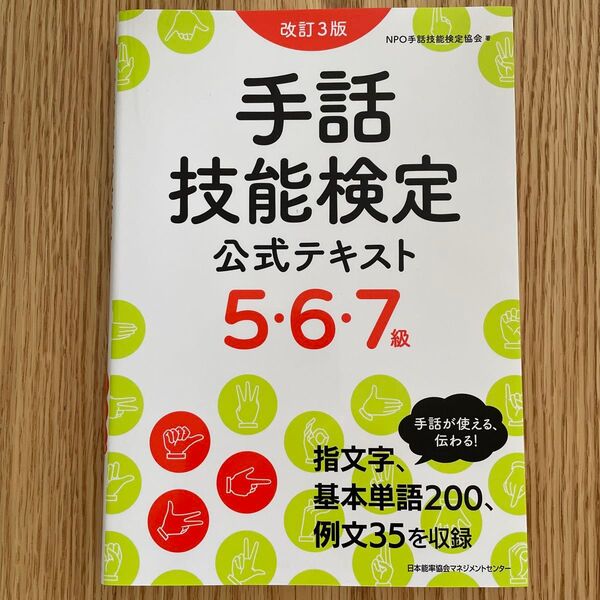 改訂3版
NPO手話技能検定協会 著
手話
技能検定
公式テキスト
5・6・7級
手話が使える、
伝わる!
指文字、
基本単語200、
例文35を収録
日本能率協会マネジメントセンター